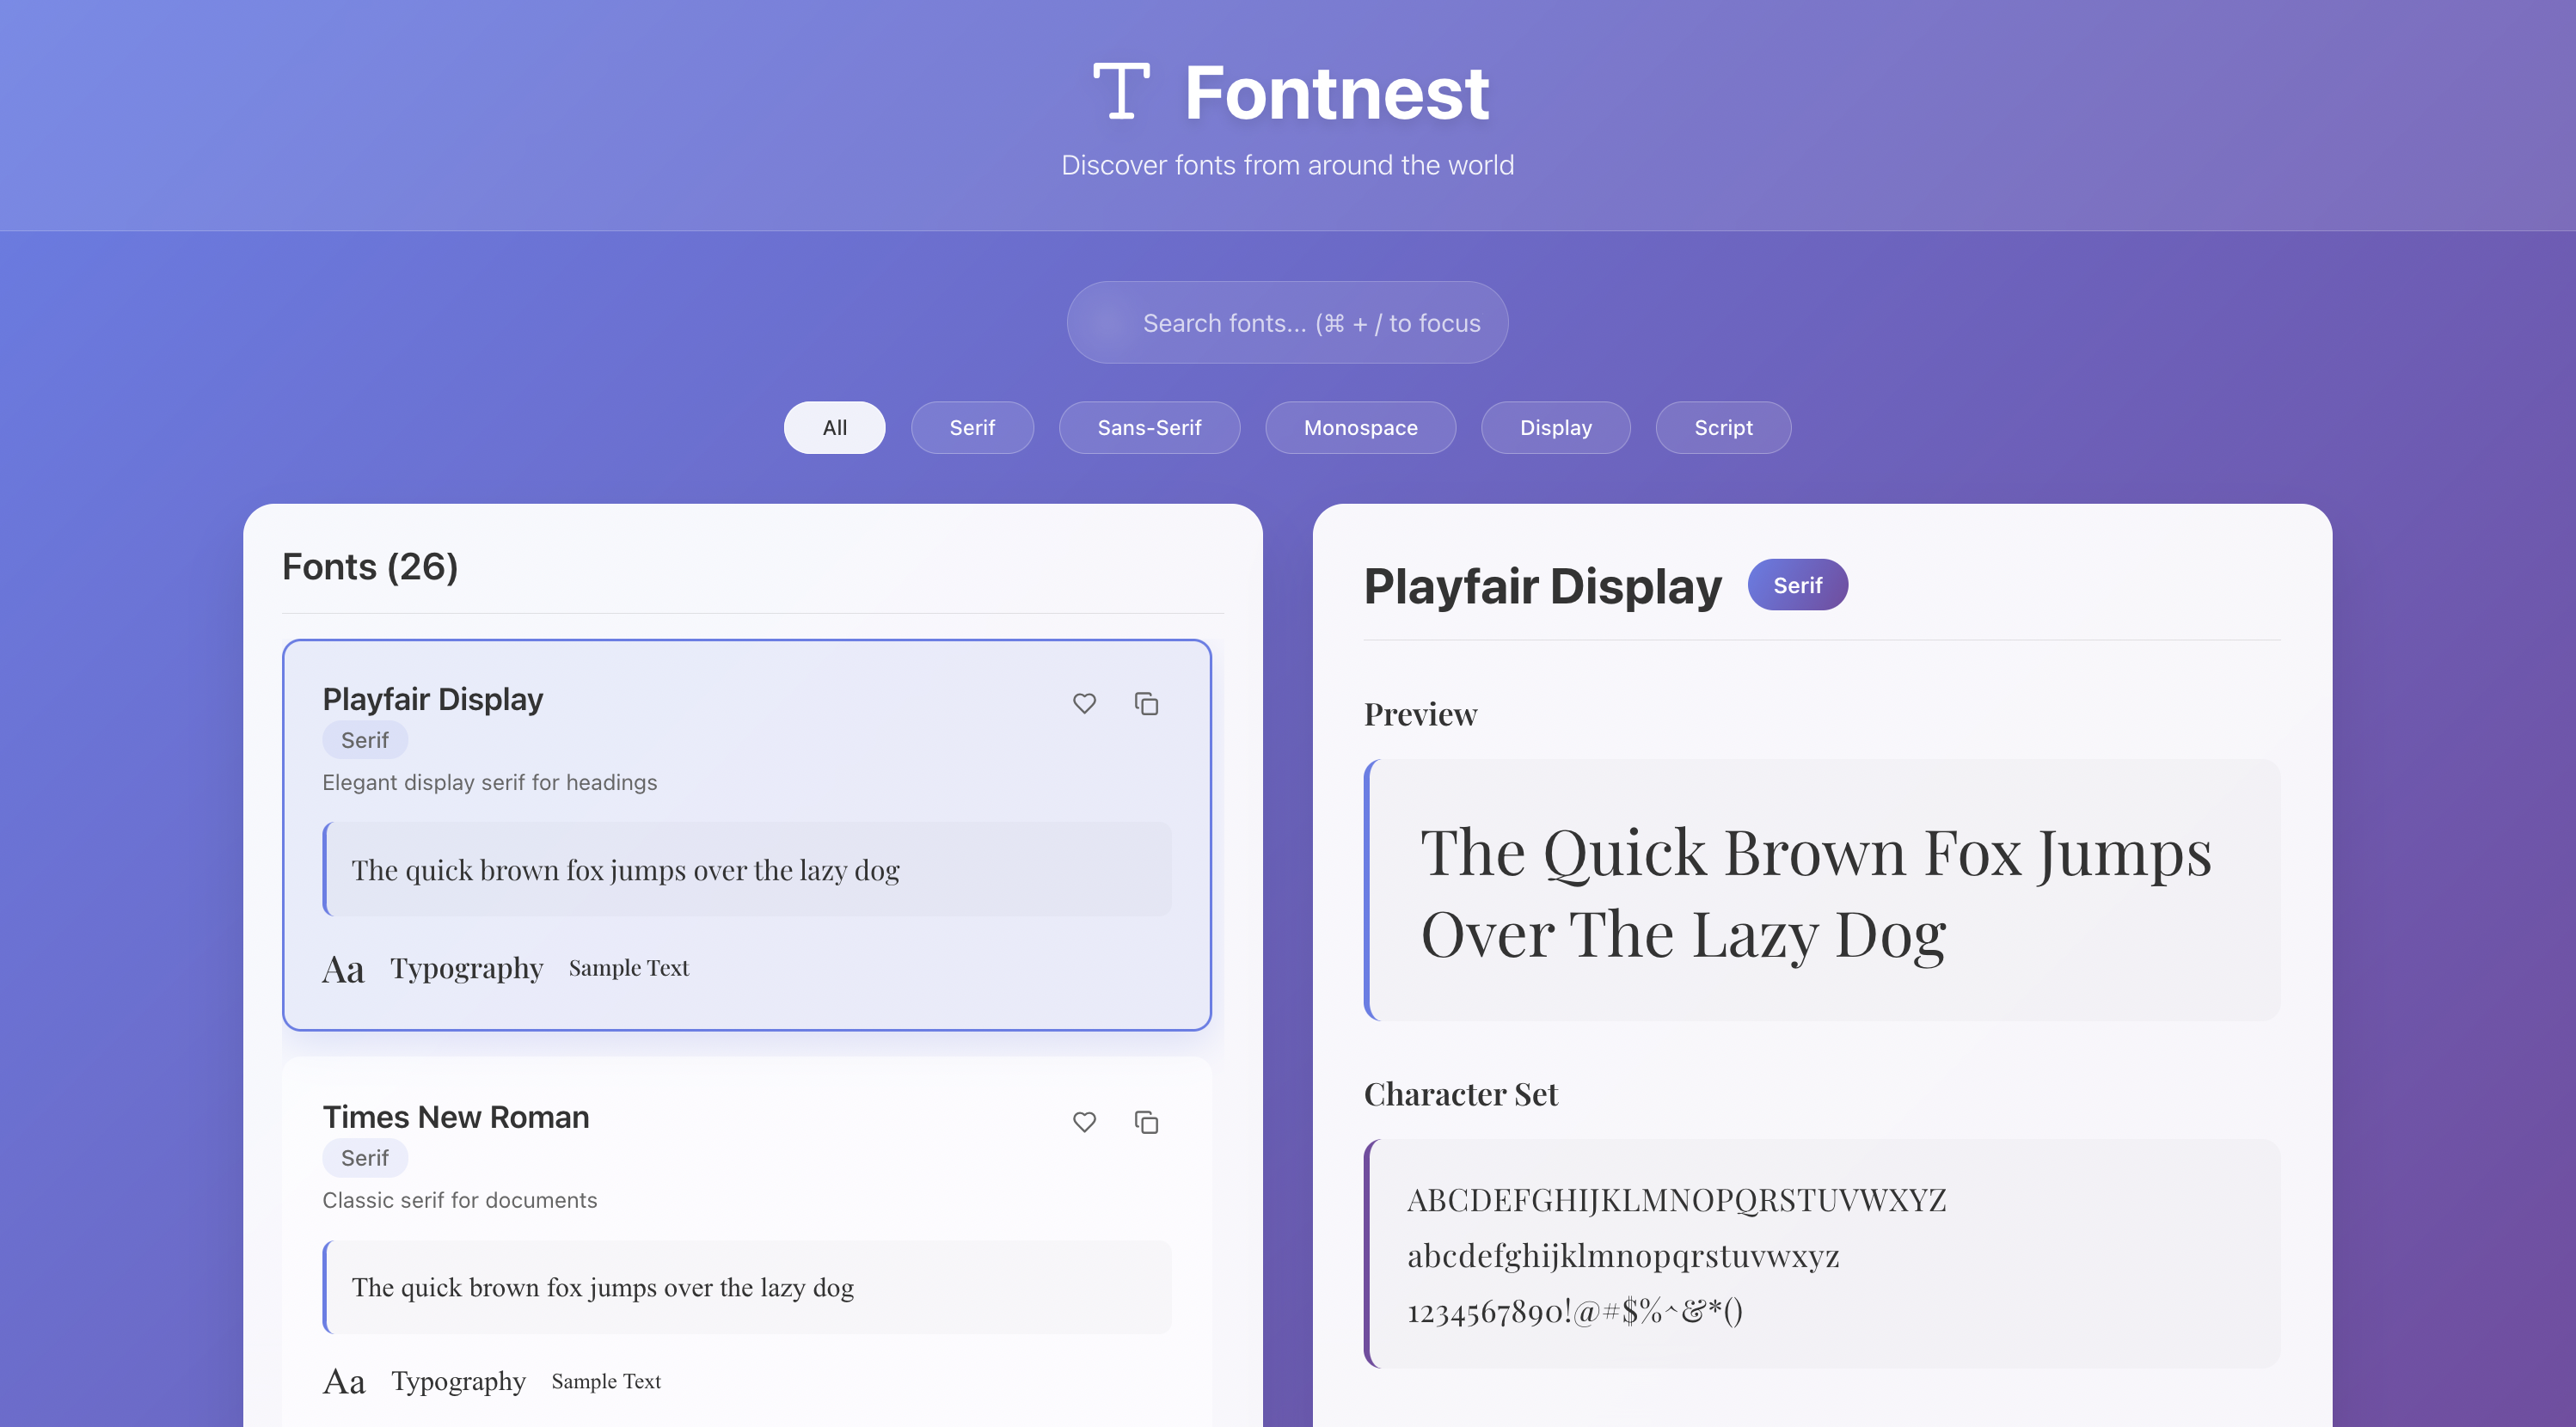 Fontnest
Discover fonts from around the world
Search fonts... (⌘ + / to focus
All
Serif
Sans-Serif
Monospace
Display
Script
Fonts (26)
Playfair Display
Serif
Elegant display serif for headings
The quick brown fox jumps over the lazy dog
Aa Typography Sample Text
Times New Roman
Serif
Classic serif for documents
The quick brown fox jumps over the lazy dog
Aa Typography Sample Text
Playfair Display Serif
Preview
The Quick Brown Fox Jumps
Over The Lazy Dog
Character Set
ABCDEFGHIJKLMNOPQRSTUVWXYZ
abcdefghijklmnopqrstuvwxyz
1234567890!@#$%^&*()